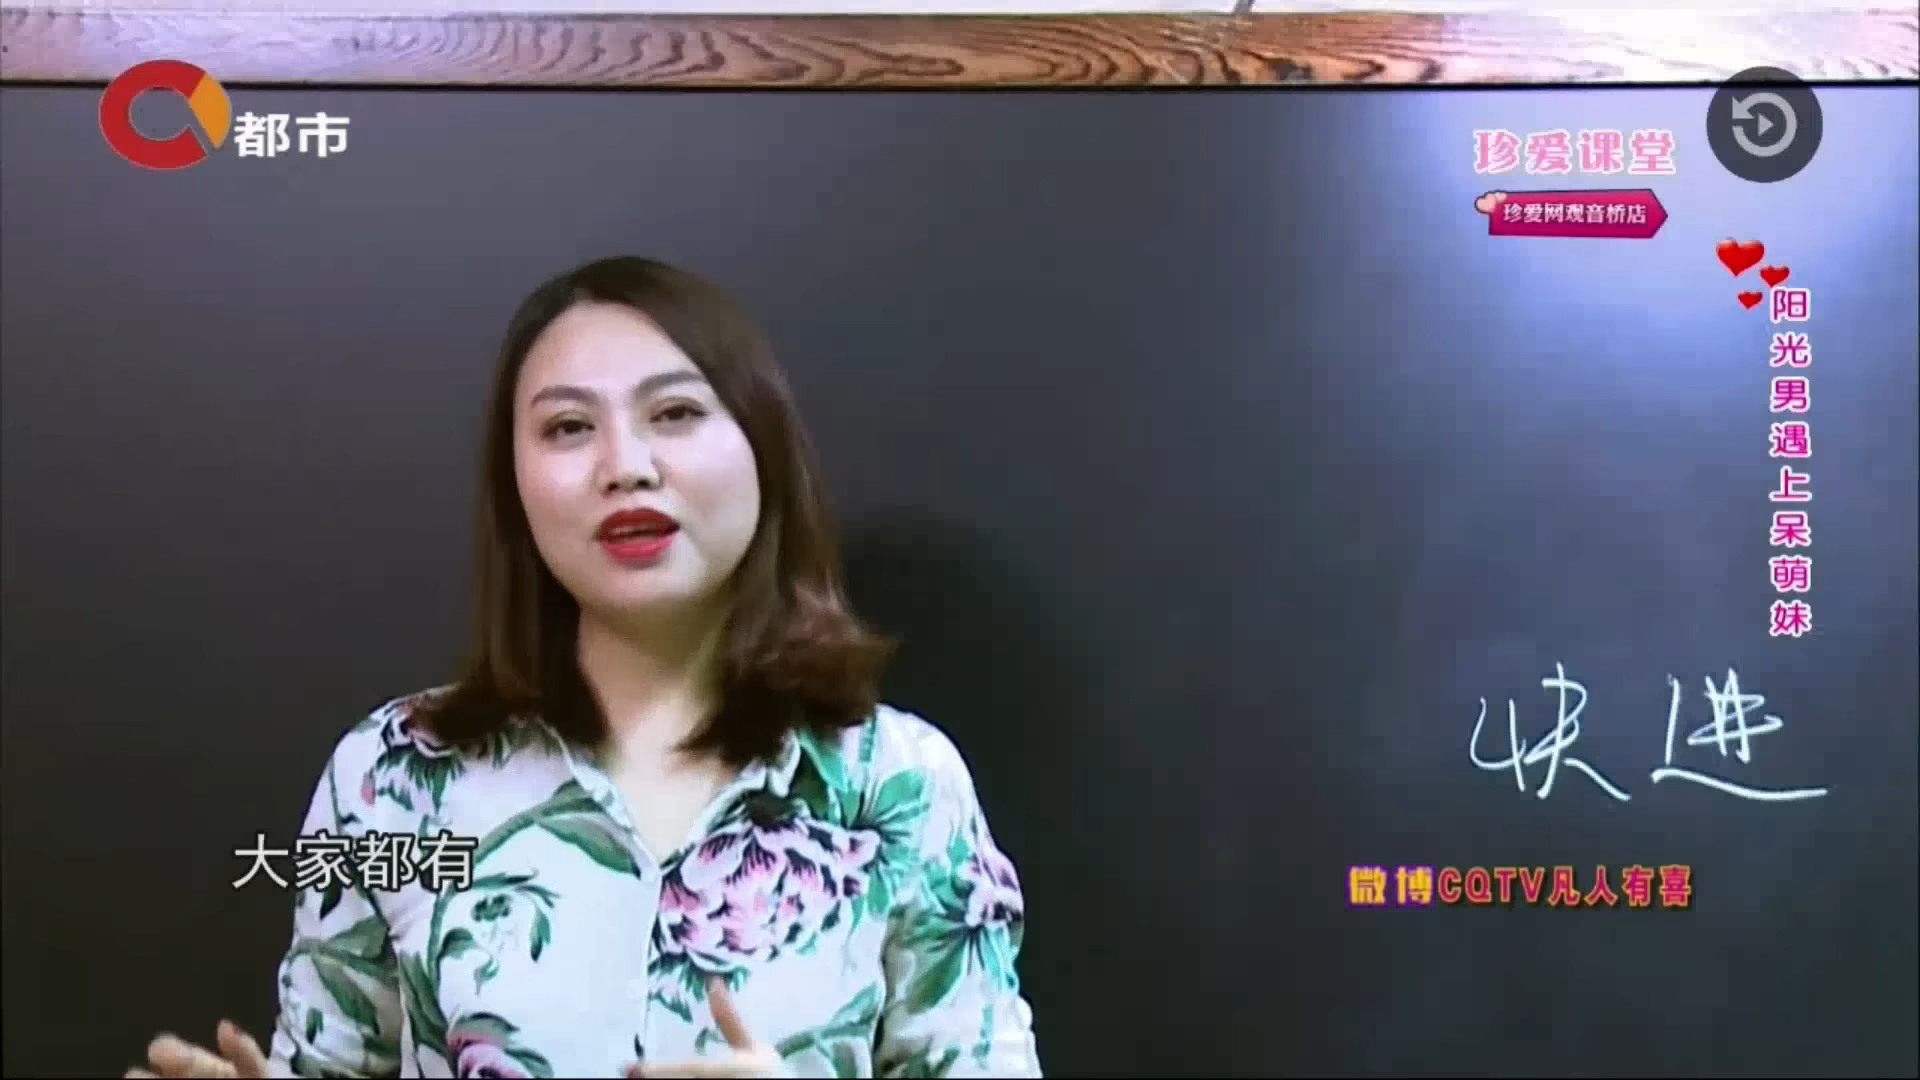 都市
珍爱课堂
珍爱网观音桥店
阳光男遇上呆萌妹
快进
大家都有
微博CQTV凡人有喜